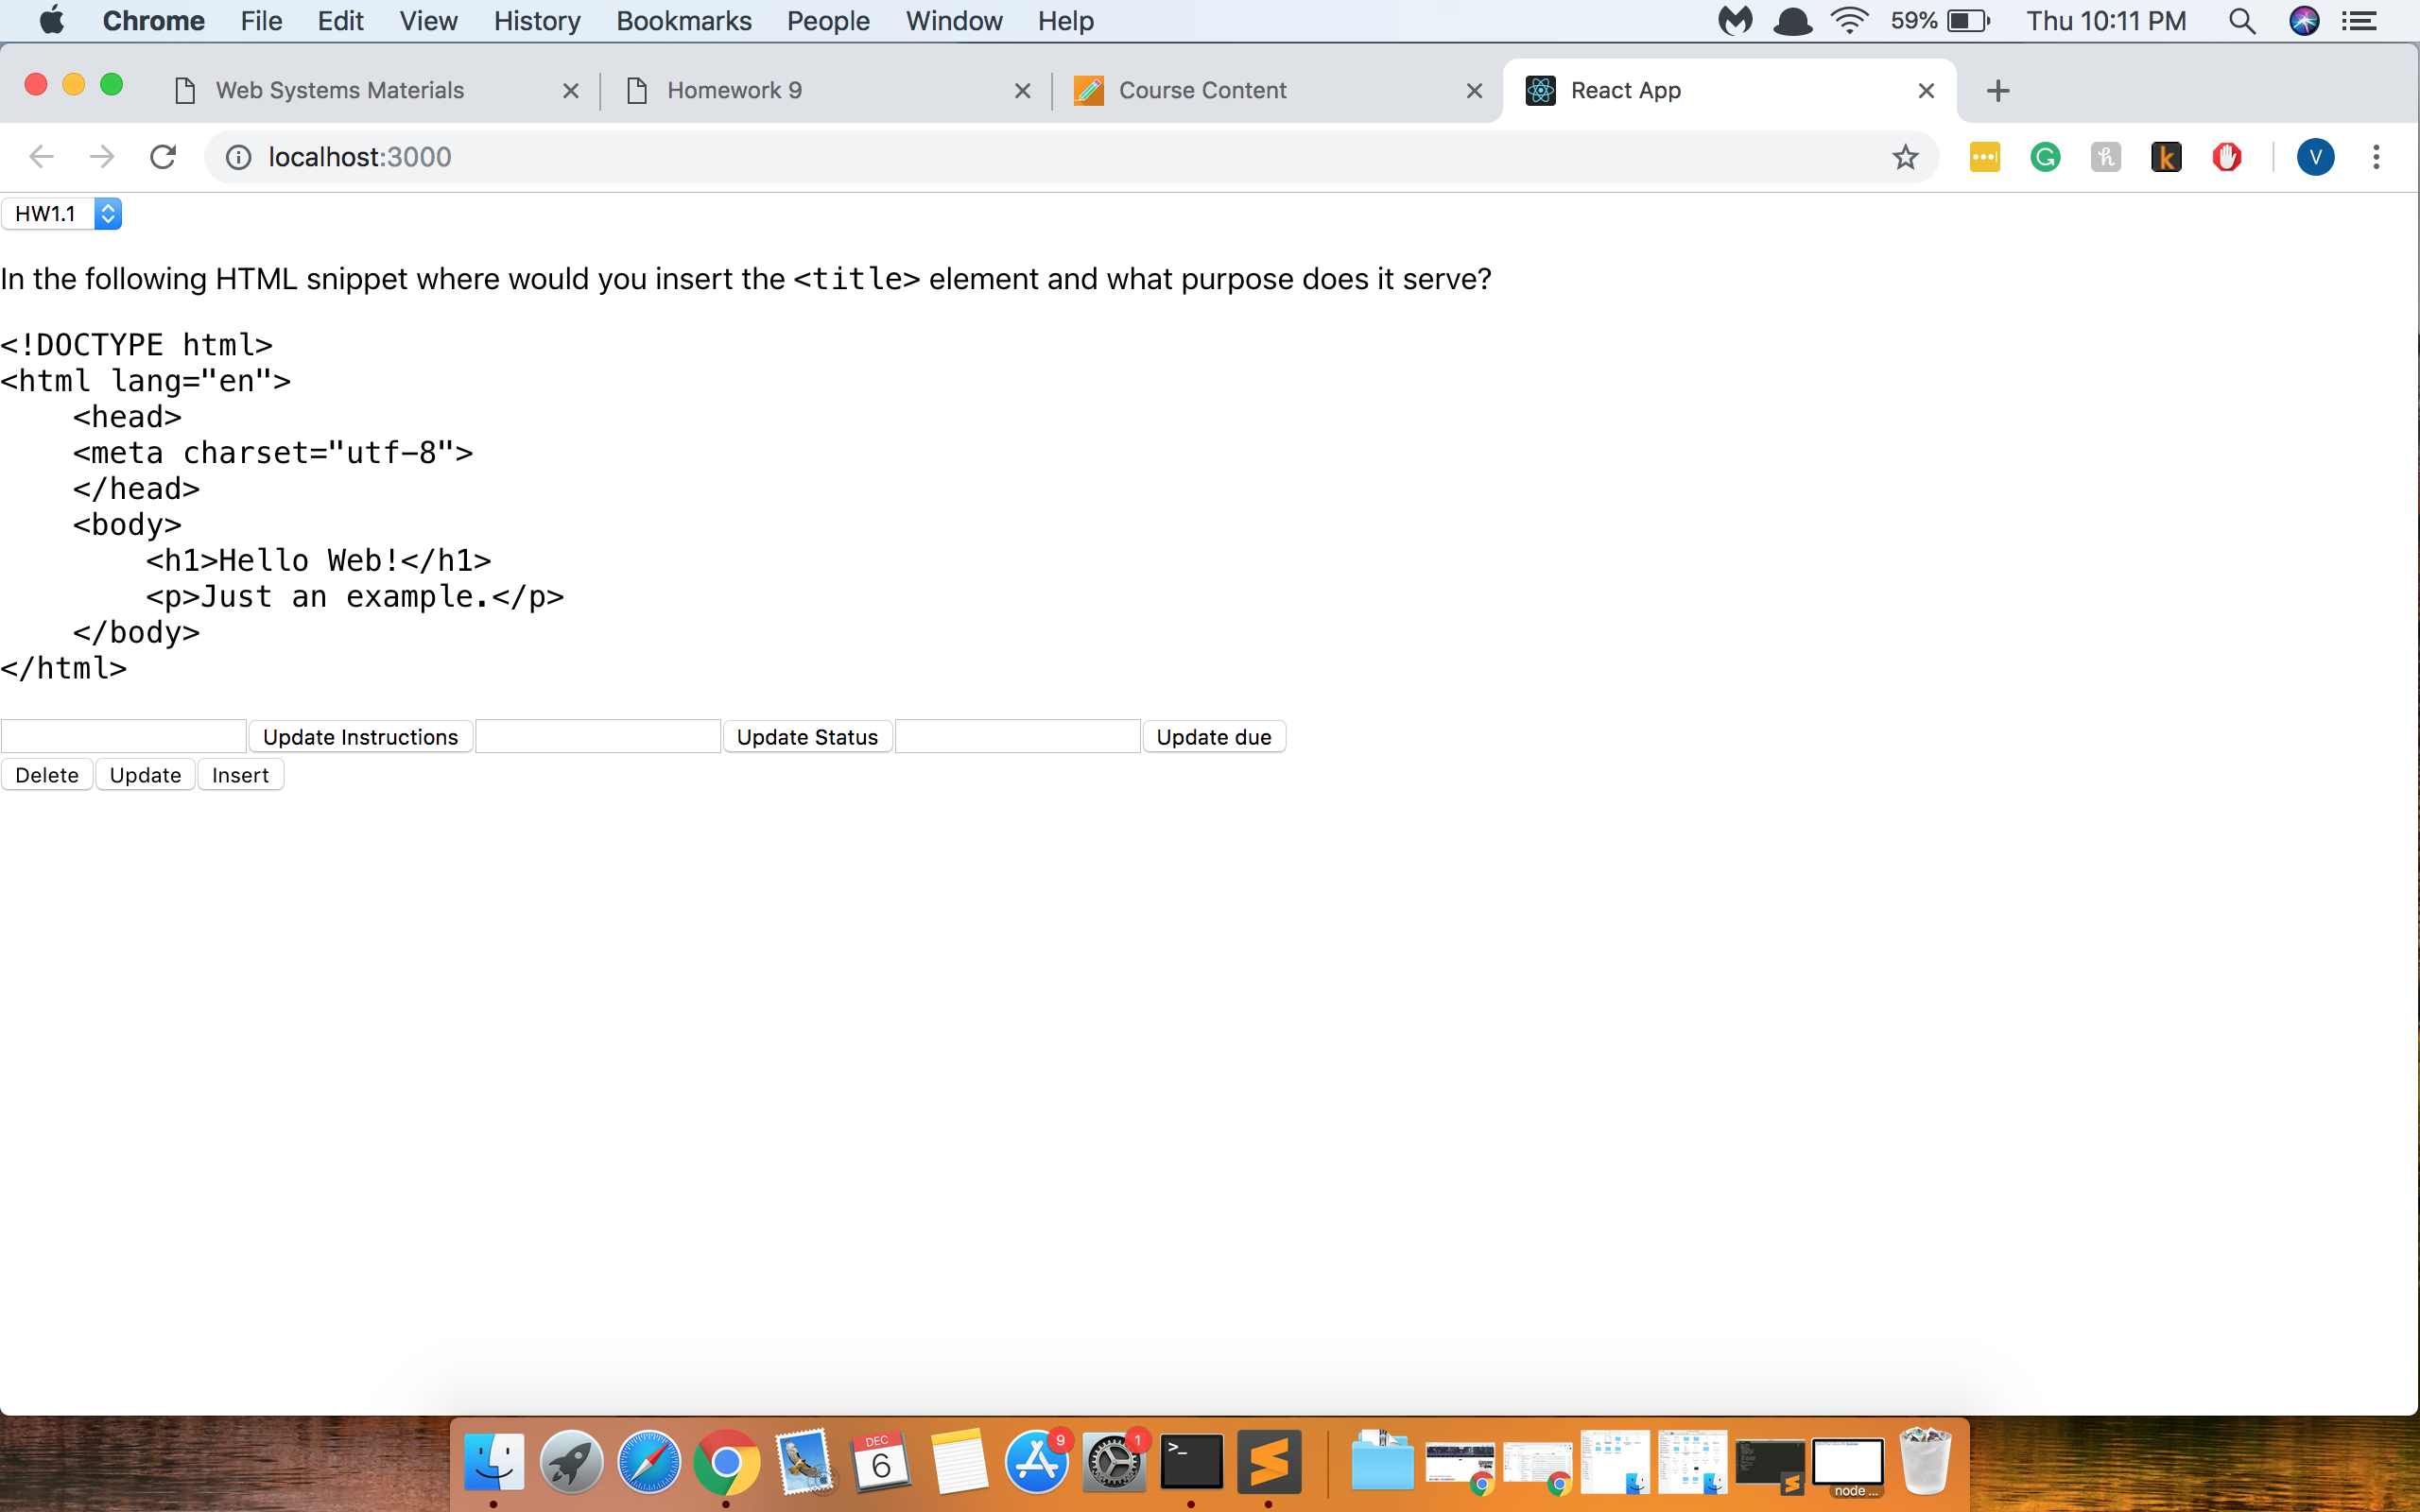 Chrome File Edit View History Bookmarks People Window Help 59% Thu 10:11 PM
Web Systems Materials Homework 9 Course Content React App
localhost:3000 V
HW1.1
In the following HTML snippet where would you insert the <title> element and what purpose does it serve?
<!DOCTYPE html>
<html lang="en">
    <head>
    <meta charset="utf-8">
    </head>
    <body>
        <h1>Hello Web!</h1>
        <p>Just an example.</p>
    </body>
</html>
Update Instructions Update Status Update due
Delete Update Insert
DEC 9 1
6
node ...